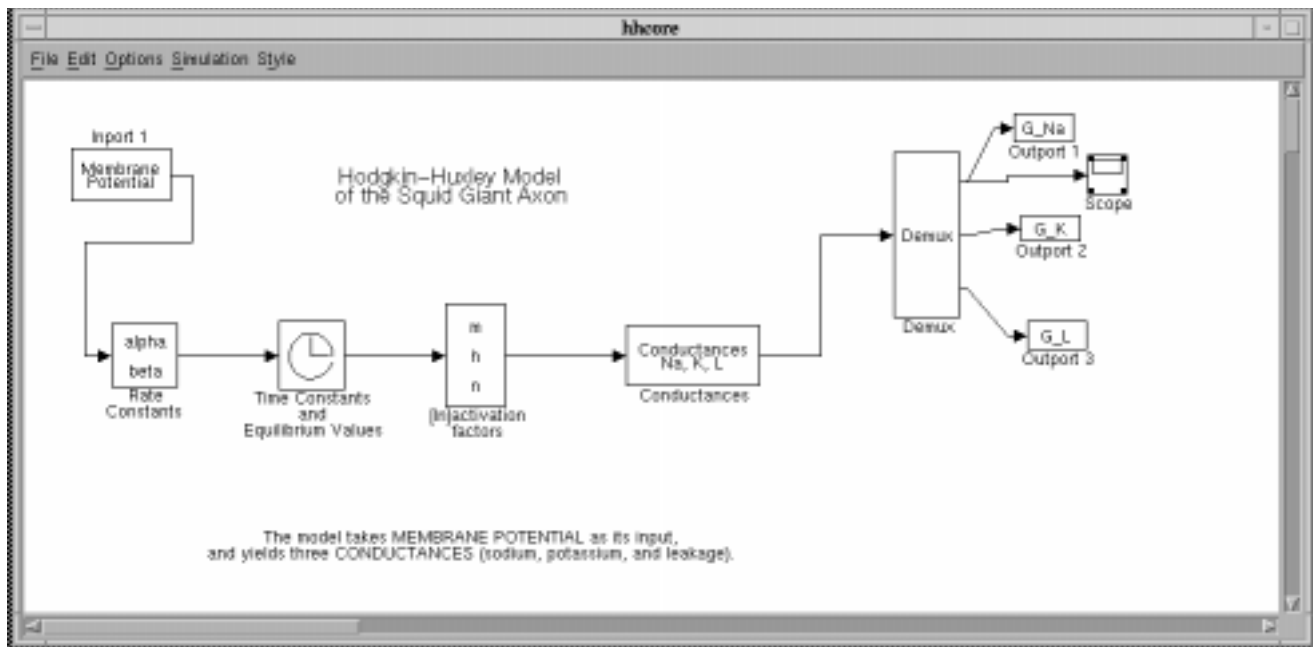 hhcore
File Edit Options Simulation Style
Inport 1
Membrane
Potential
Hodgkin-Huxley Model
of the Squid Giant Axon
G_Na
Outport 1
Scope
Demux
G_K
Outport 2
Demux
G_L
Outport 3
alpha
beta
Rate
Constants
Time Constants
and
Equilibrium Values
m
h
n
(In)activation
factors
Conductances
Na, K, L
Conductances
The model takes MEMBRANE POTENTIAL as its input,
and yields three CONDUCTANCES (sodium, potassium, and leakage).